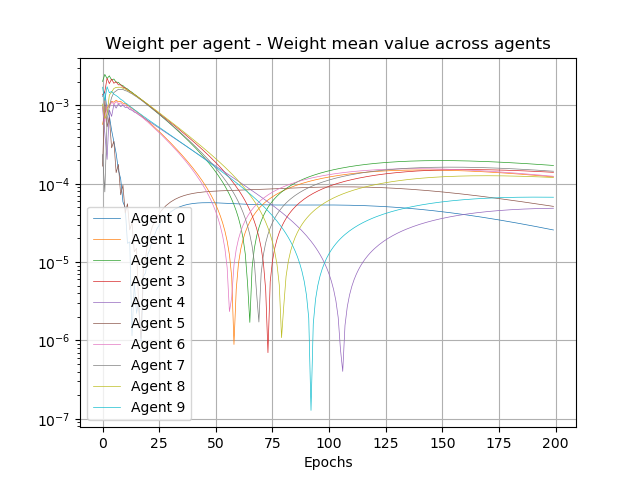 Weight per agent - Weight mean value across agents
10⁻³
10⁻⁴
10⁻⁵
10⁻⁶
10⁻⁷
Agent 0
Agent 1
Agent 2
Agent 3
Agent 4
Agent 5
Agent 6
Agent 7
Agent 8
Agent 9
0 25 50 75 100 125 150 175 200
Epochs